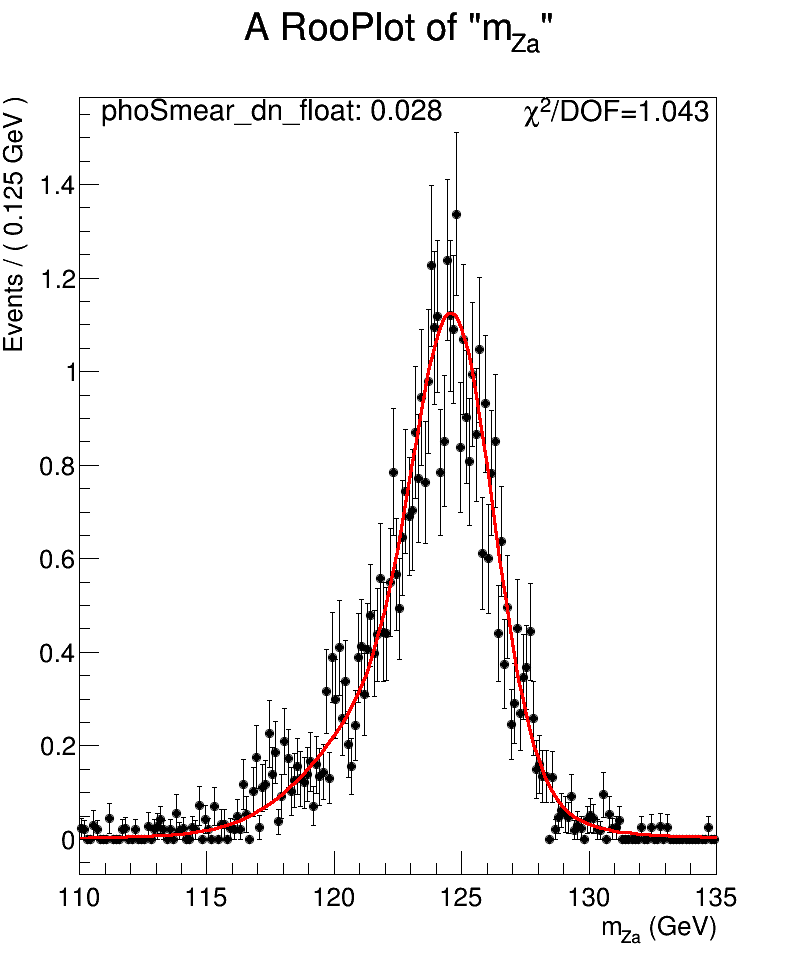 A RooPlot of "m_Za"
phoSmear_dn_float: 0.028
χ²/DOF=1.043
Events / ( 0.125 GeV )
1.4
1.2
1
0.8
0.6
0.4
0.2
0
110 115 120 125 130 135
m_Za (GeV)